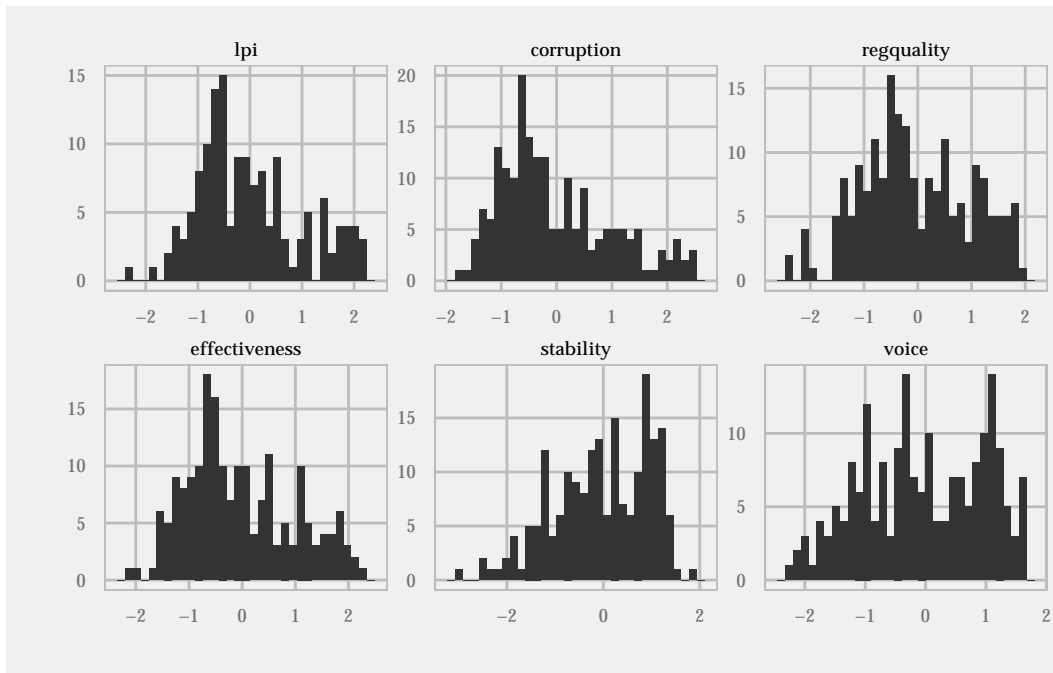 lpi corruption regquality
15 20 15
10 15 10
5 10 5
0 5 0
0
−2 −1 0 1 2 −2 −1 0 1 2 −2 −1 0 1 2
effectiveness stability voice
15 15 10
10 10 5
5 5 0
0 0
−2 −1 0 1 2 −2 0 2 −2 −1 0 1 2